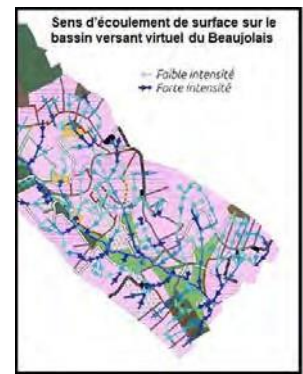 Sens d'écoulement de surface sur le
bassin versant virtuel du Beaujolais
Faible intensité
Forte intensité